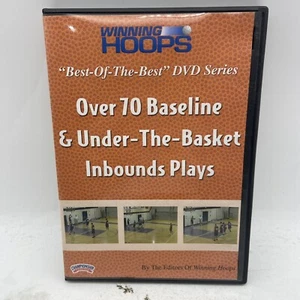 WINNING
HOOPS
"Best-Of-The-Best" DVD Series
Over 70 Baseline
& Under-The-Basket
Inbounds Plays
By The Editors Of Winning Hoops